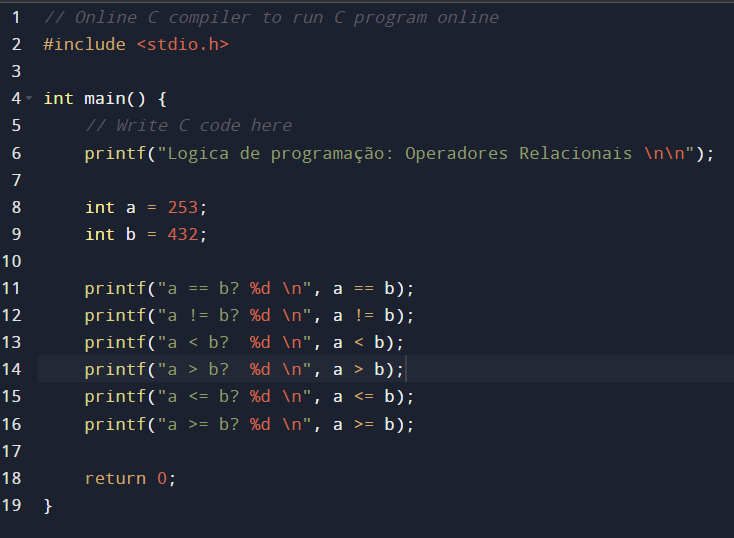 1 // Online C compiler to run C program online
2 #include <stdio.h>
3
4 int main() {
5     // Write C code here
6     printf("Logica de programação: Operadores Relacionais \n\n");
7
8     int a = 253;
9     int b = 432;
10
11     printf("a == b? %d \n", a == b);
12     printf("a != b? %d \n", a != b);
13     printf("a < b?  %d \n", a < b);
14     printf("a > b?  %d \n", a > b);
15     printf("a <= b? %d \n", a <= b);
16     printf("a >= b? %d \n", a >= b);
17
18     return 0;
19 }